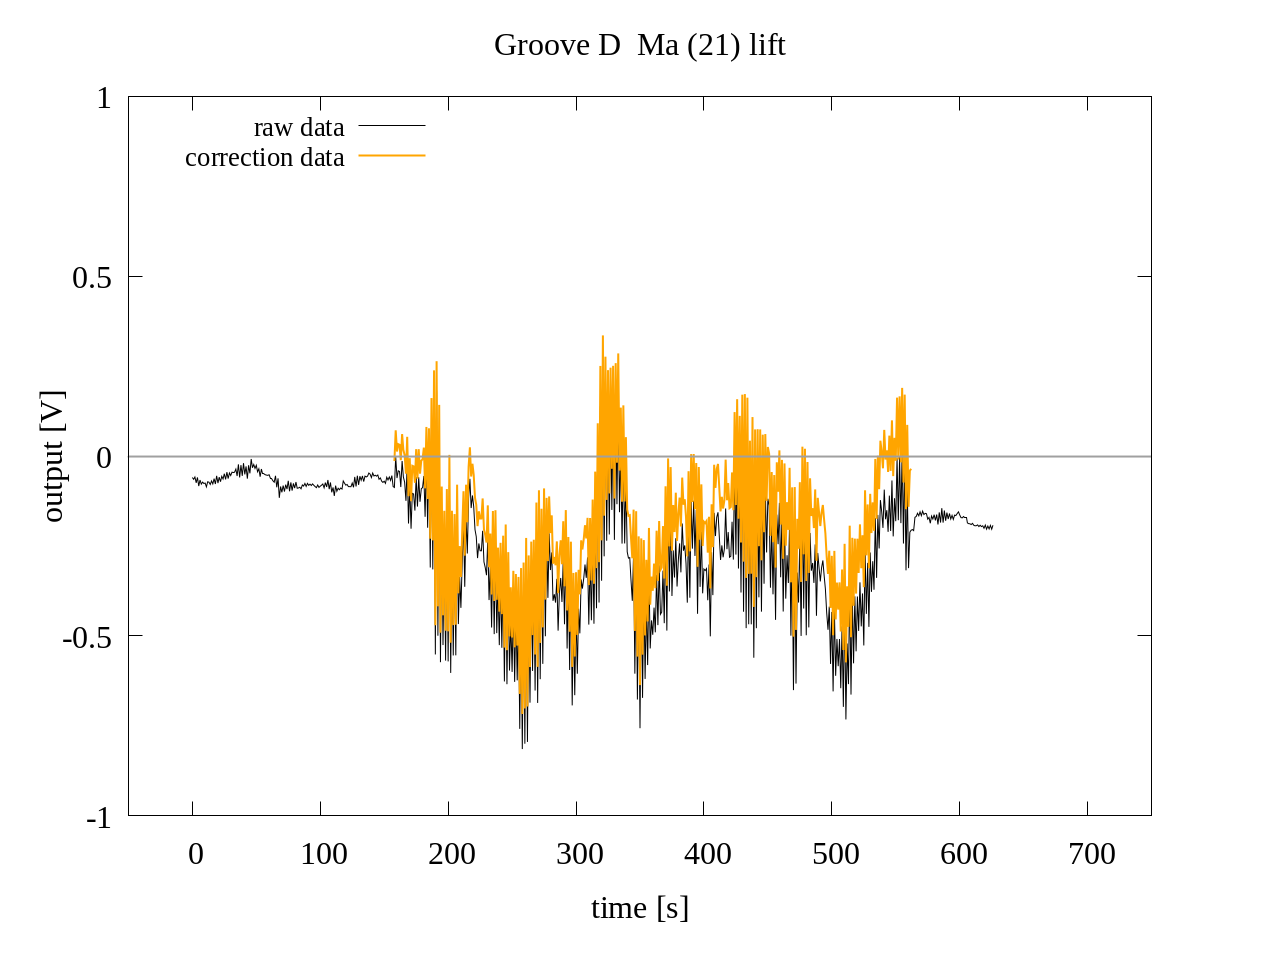 Groove D  Ma (21) lift
raw data
correction data
1
0.5
0
-0.5
-1
output [V]
0 100 200 300 400 500 600 700
time [s]